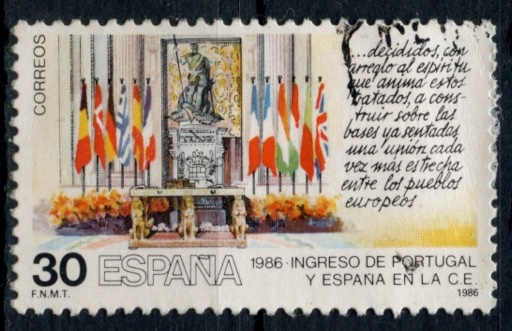 CORREOS
...decididos, con
arreglo al espíritu
que anima estos
tratados, a cons-
truir sobre las
bases ya sentadas
una unión cada
vez más estrecha
entre los pueblos
europeos
30 ESPAÑA
1986 · INGRESO DE PORTUGAL
Y ESPAÑA EN LA C.E.
F.N.M.T.
1986